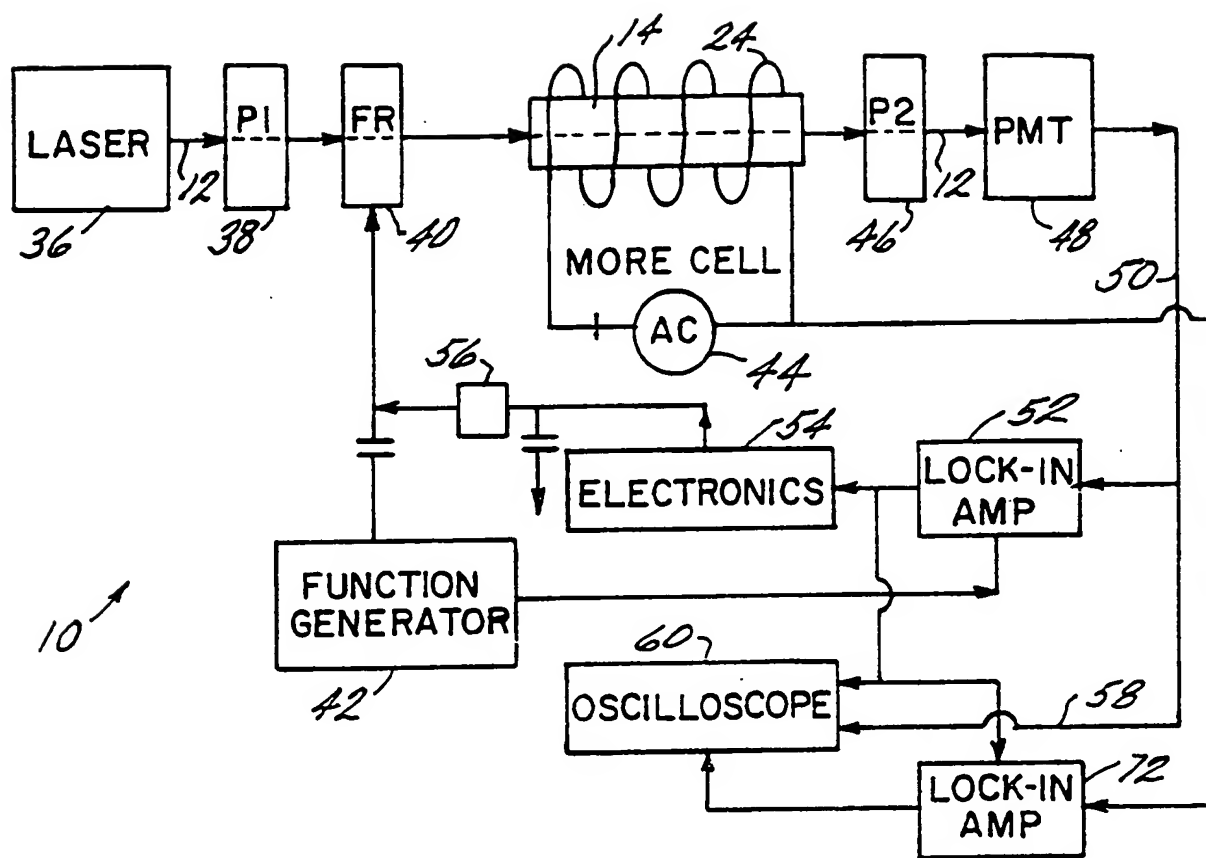 14
24
LASER
P1
FR
P2
PMT
12
12
36
38
40
46
48
MORE CELL
50
AC
44
56
54
52
ELECTRONICS
LOCK-IN
AMP
FUNCTION
GENERATOR
10
42
60
OSCILLOSCOPE
58
LOCK-IN
AMP
72